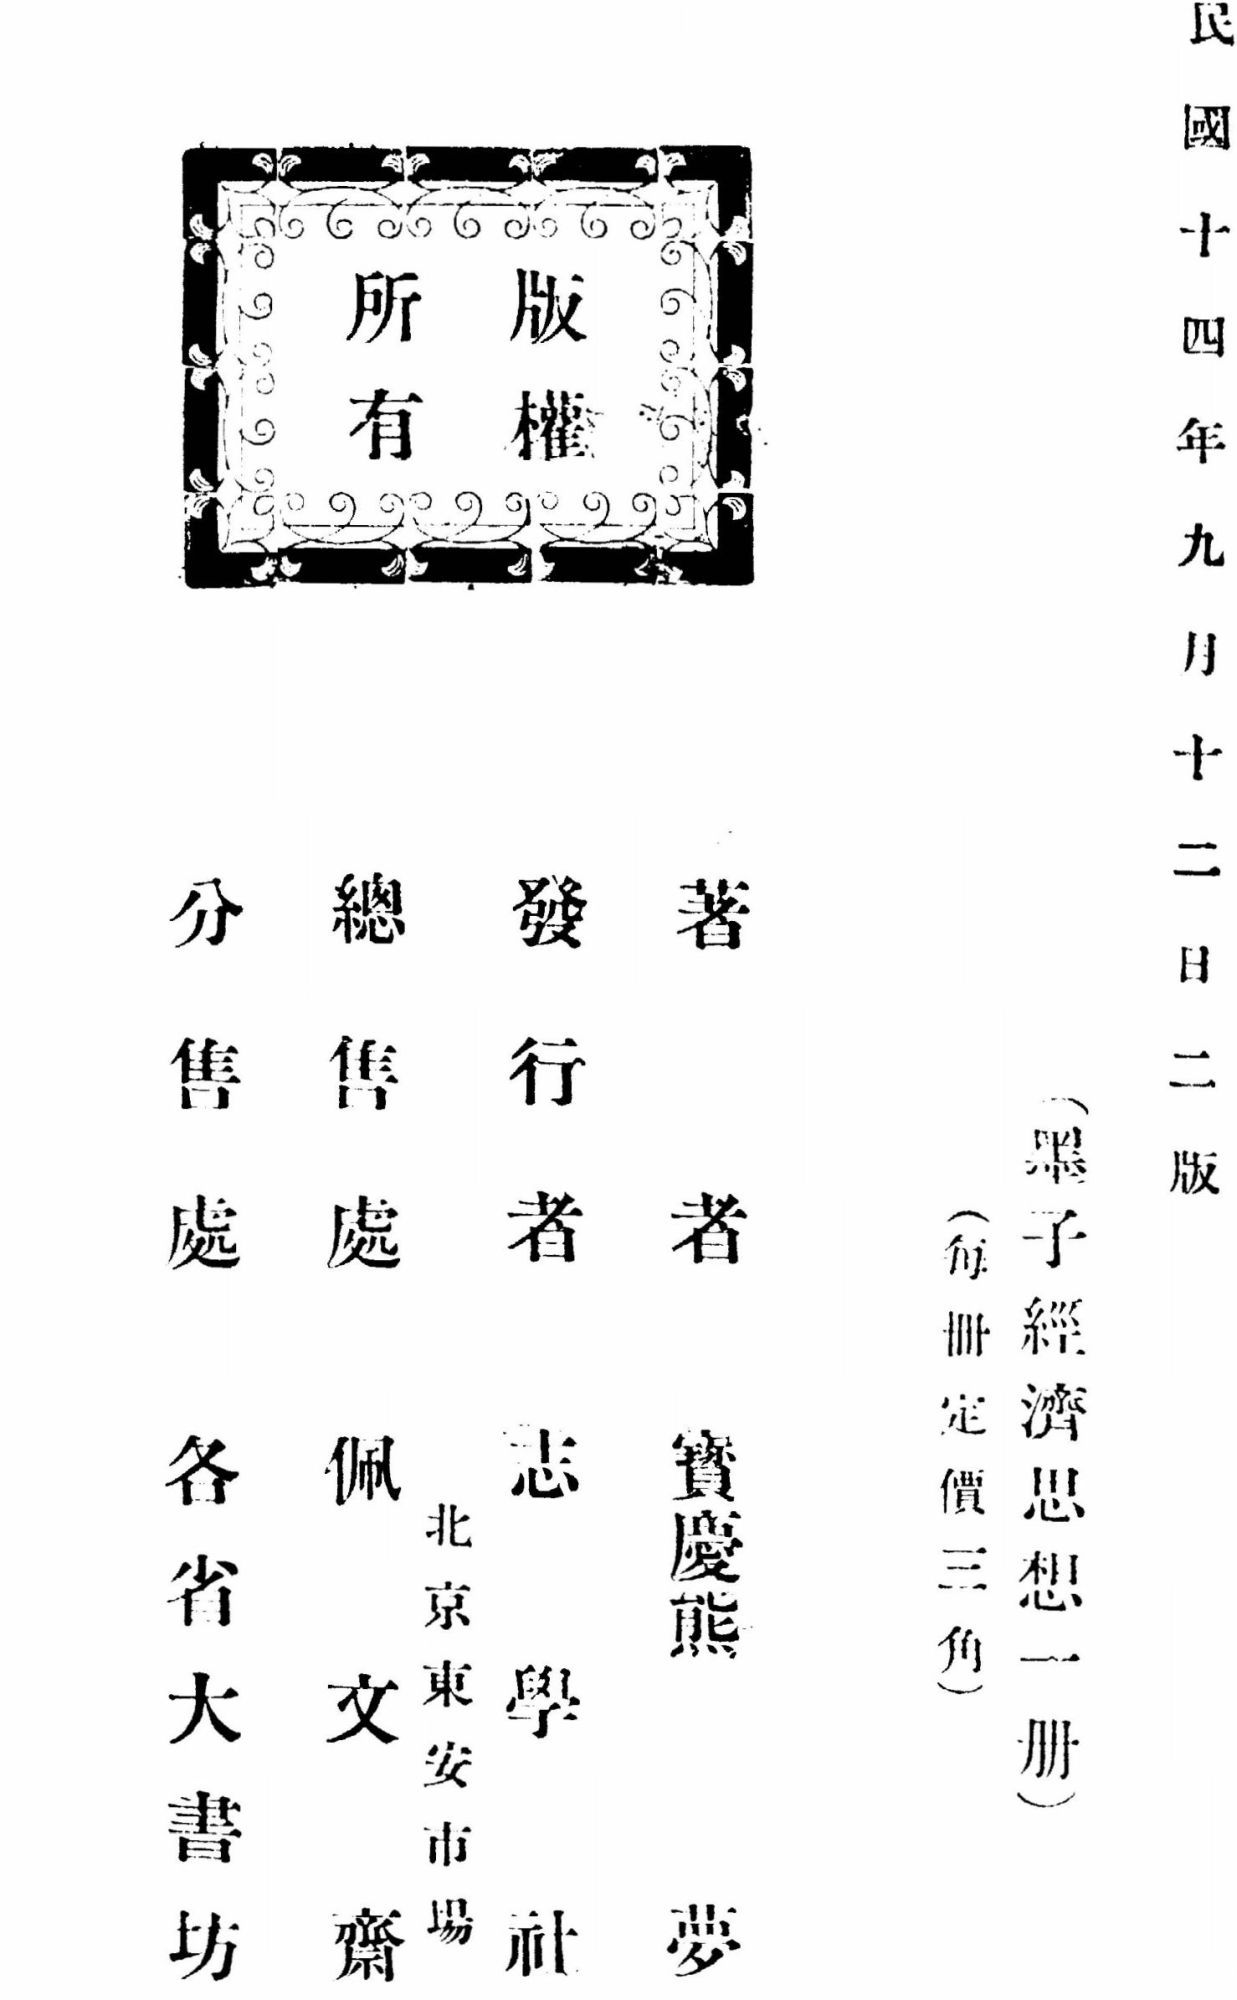 民國十四年九月十二日二版
（墨子經濟思想一册）
（每冊定價三角）
版權
所有
著者 寶慶熊夢
發行者 志學社
北京東安市場
總售處 佩文齋
分售處 各省大書坊